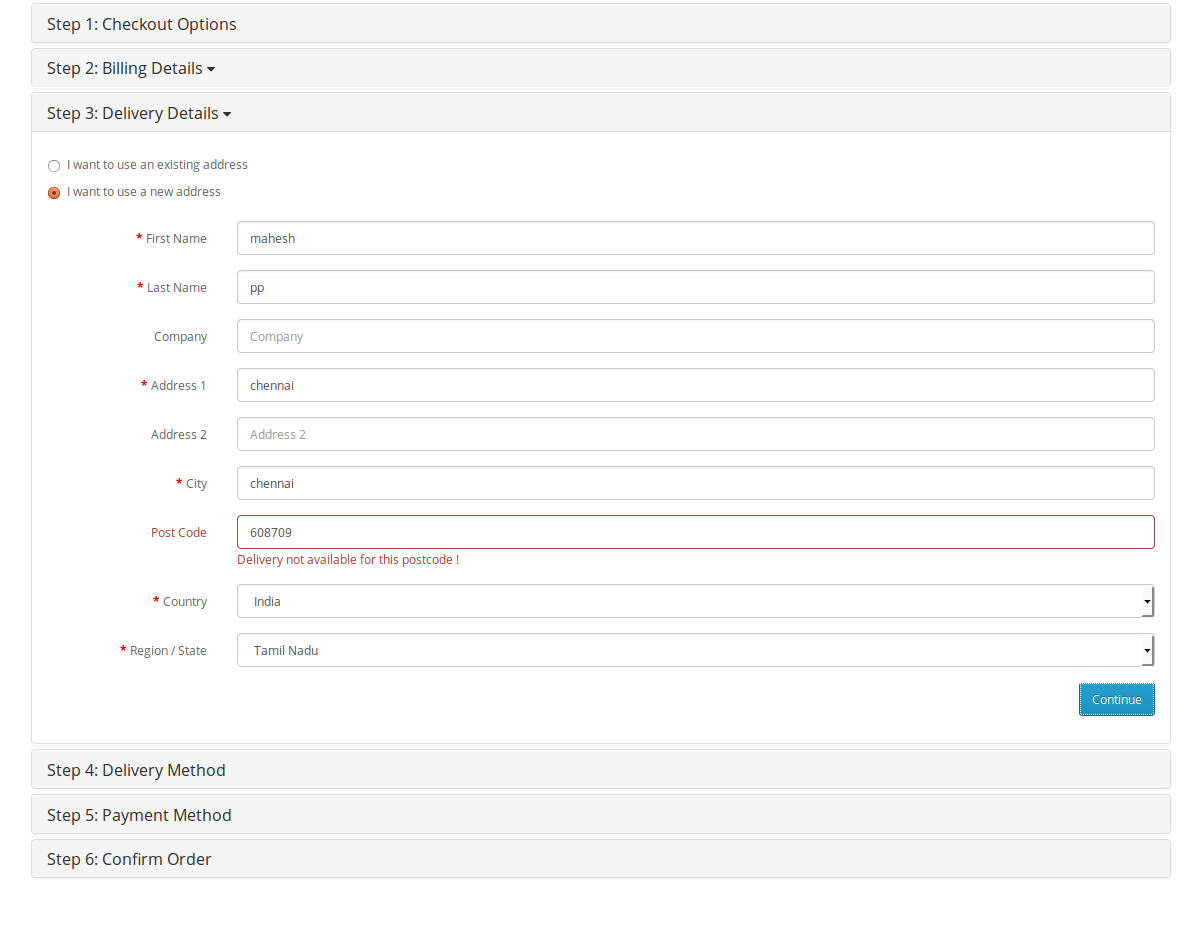 Step 1: Checkout Options
Step 2: Billing Details
Step 3: Delivery Details
I want to use an existing address
I want to use a new address
* First Name mahesh
* Last Name pp
Company Company
* Address 1 chennai
Address 2 Address 2
* City chennai
Post Code 608709
Delivery not available for this postcode !
* Country India
* Region / State Tamil Nadu
Continue
Step 4: Delivery Method
Step 5: Payment Method
Step 6: Confirm Order